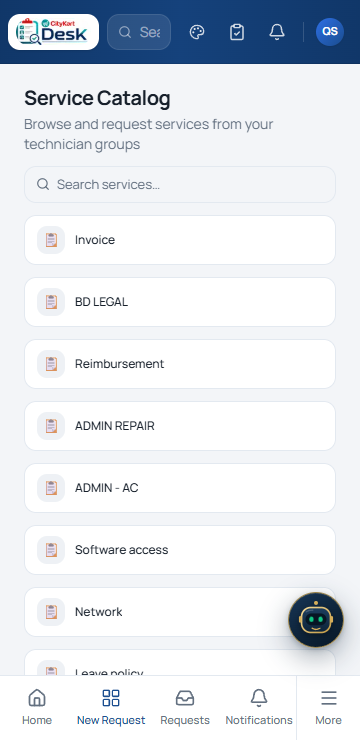 CityKart
Desk
Sea
QS
Service Catalog
Browse and request services from your
technician groups
Search services...
Invoice
BD LEGAL
Reimbursement
ADMIN REPAIR
ADMIN - AC
Software access
Network
Leave policy
Home
New Request
Requests
Notifications
More